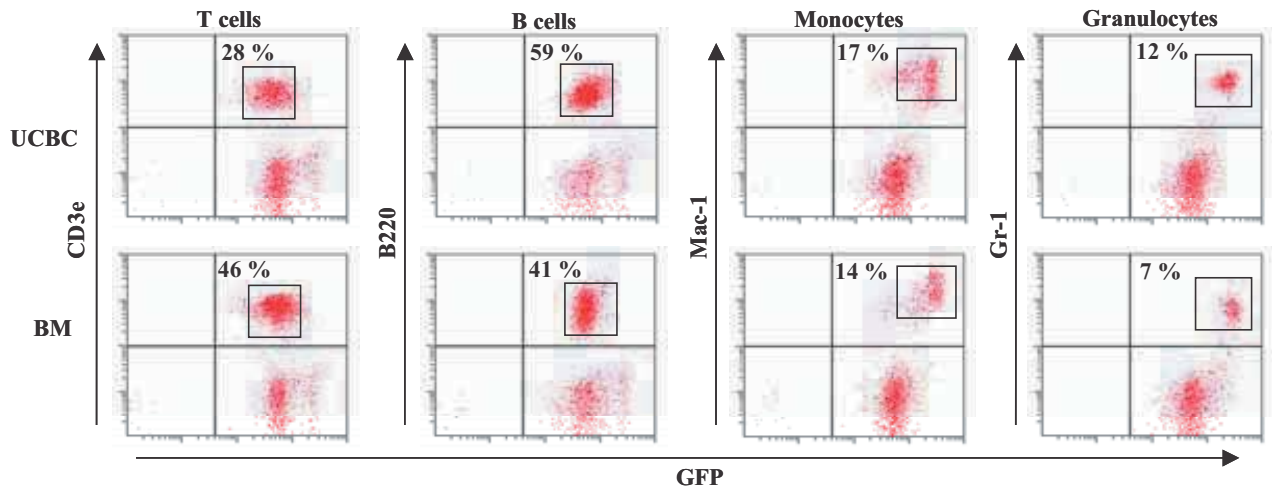 T cells
B cells
Monocytes
Granulocytes
28 %
59 %
17 %
12 %
UCBC
CD3e
B220
Mac-1
Gr-1
46 %
41 %
14 %
7 %
BM
GFP